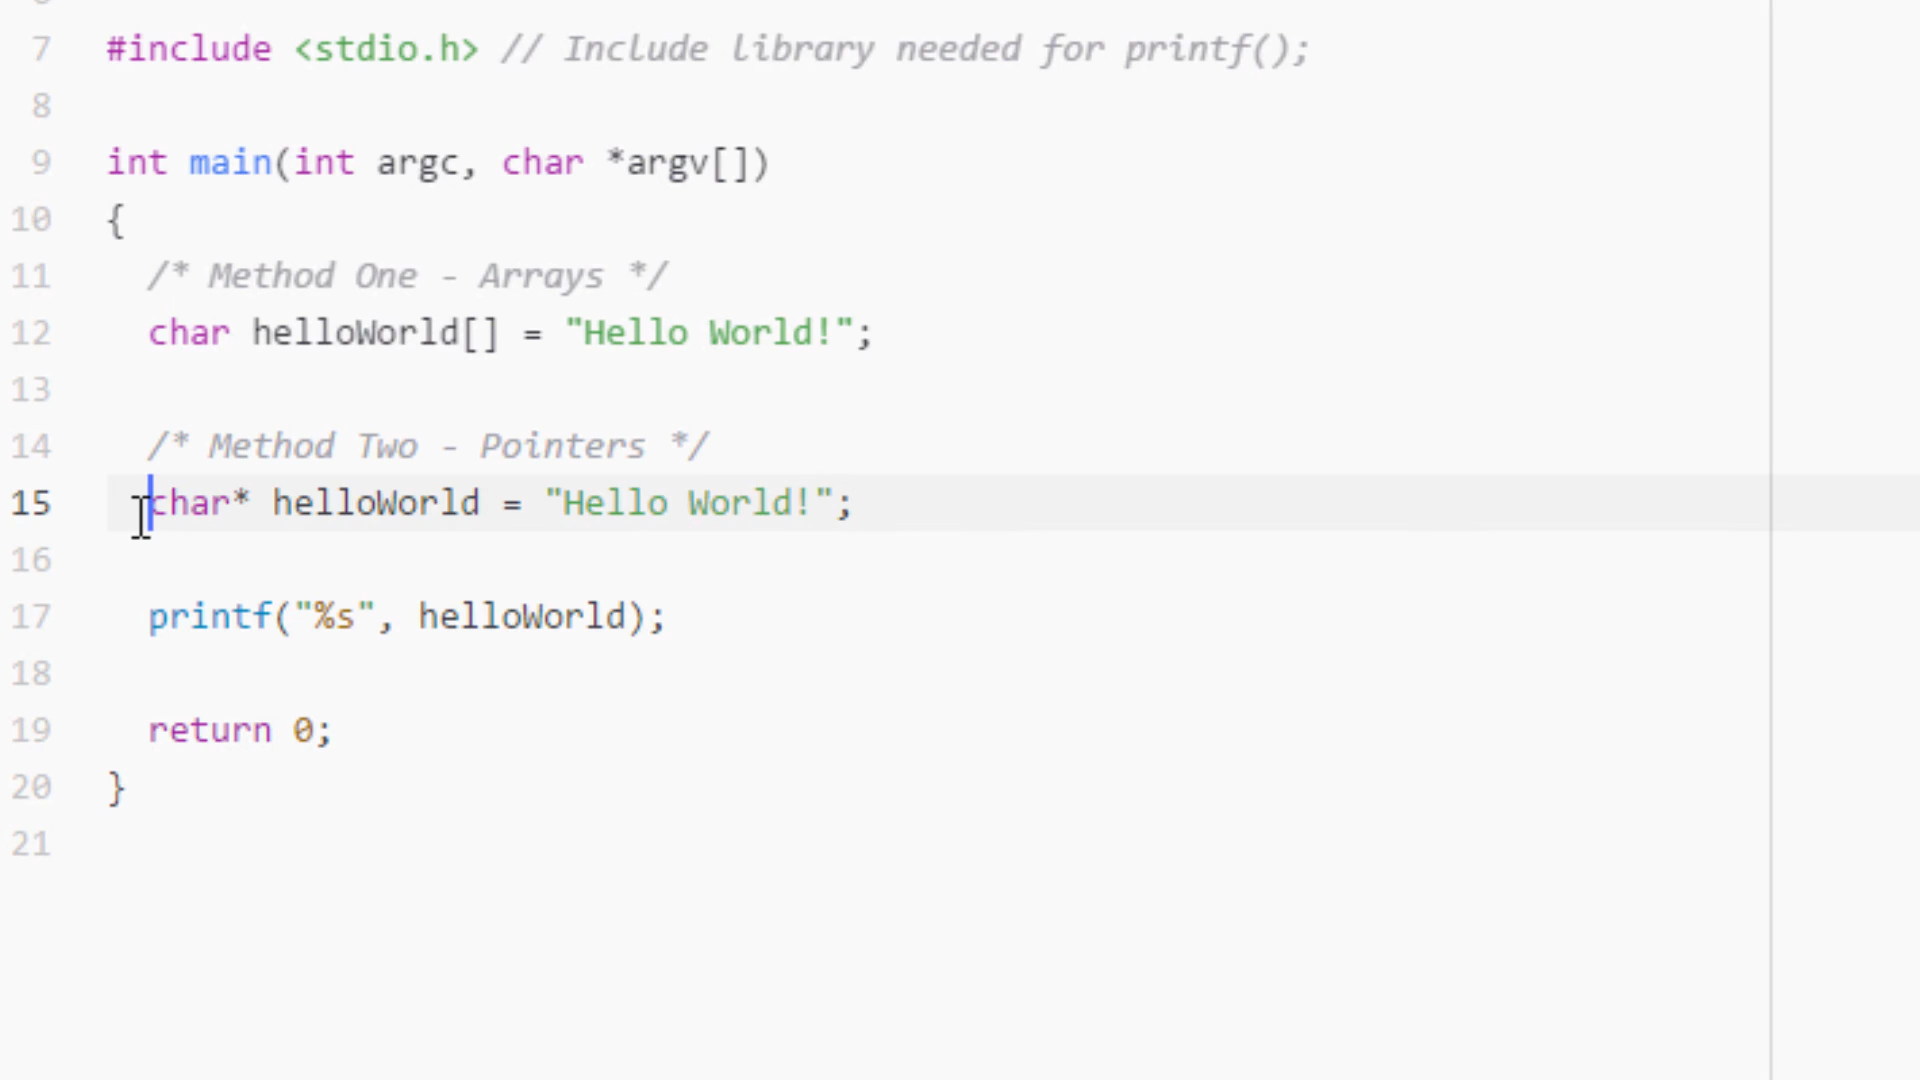 7 #include <stdio.h> // Include library needed for printf();
8
9 int main(int argc, char *argv[])
10 {
11 /* Method One - Arrays */
12 char helloWorld[] = "Hello World!";
13
14 /* Method Two - Pointers */
15 char* helloWorld = "Hello World!";
16
17 printf("%s", helloWorld);
18
19 return 0;
20 }
21